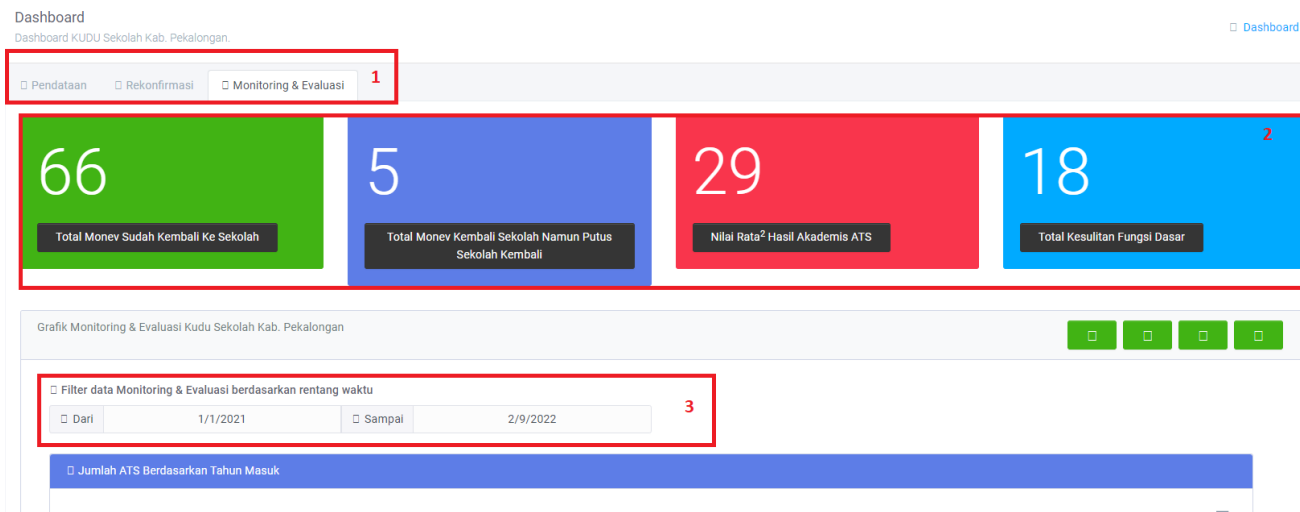 Dashboard
Dashboard KUDU Sekolah Kab. Pekalongan.
Dashboard
Pendataan
Rekonfirmasi
Monitoring & Evaluasi
1
2
66
Total Monev Sudah Kembali Ke Sekolah
5
Total Monev Kembali Sekolah Namun Putus
Sekolah Kembali
29
Nilai Rata² Hasil Akademis ATS
18
Total Kesulitan Fungsi Dasar
Grafik Monitoring & Evaluasi Kudu Sekolah Kab. Pekalongan
Filter data Monitoring & Evaluasi berdasarkan rentang waktu
Dari
1/1/2021
Sampai
2/9/2022
3
Jumlah ATS Berdasarkan Tahun Masuk